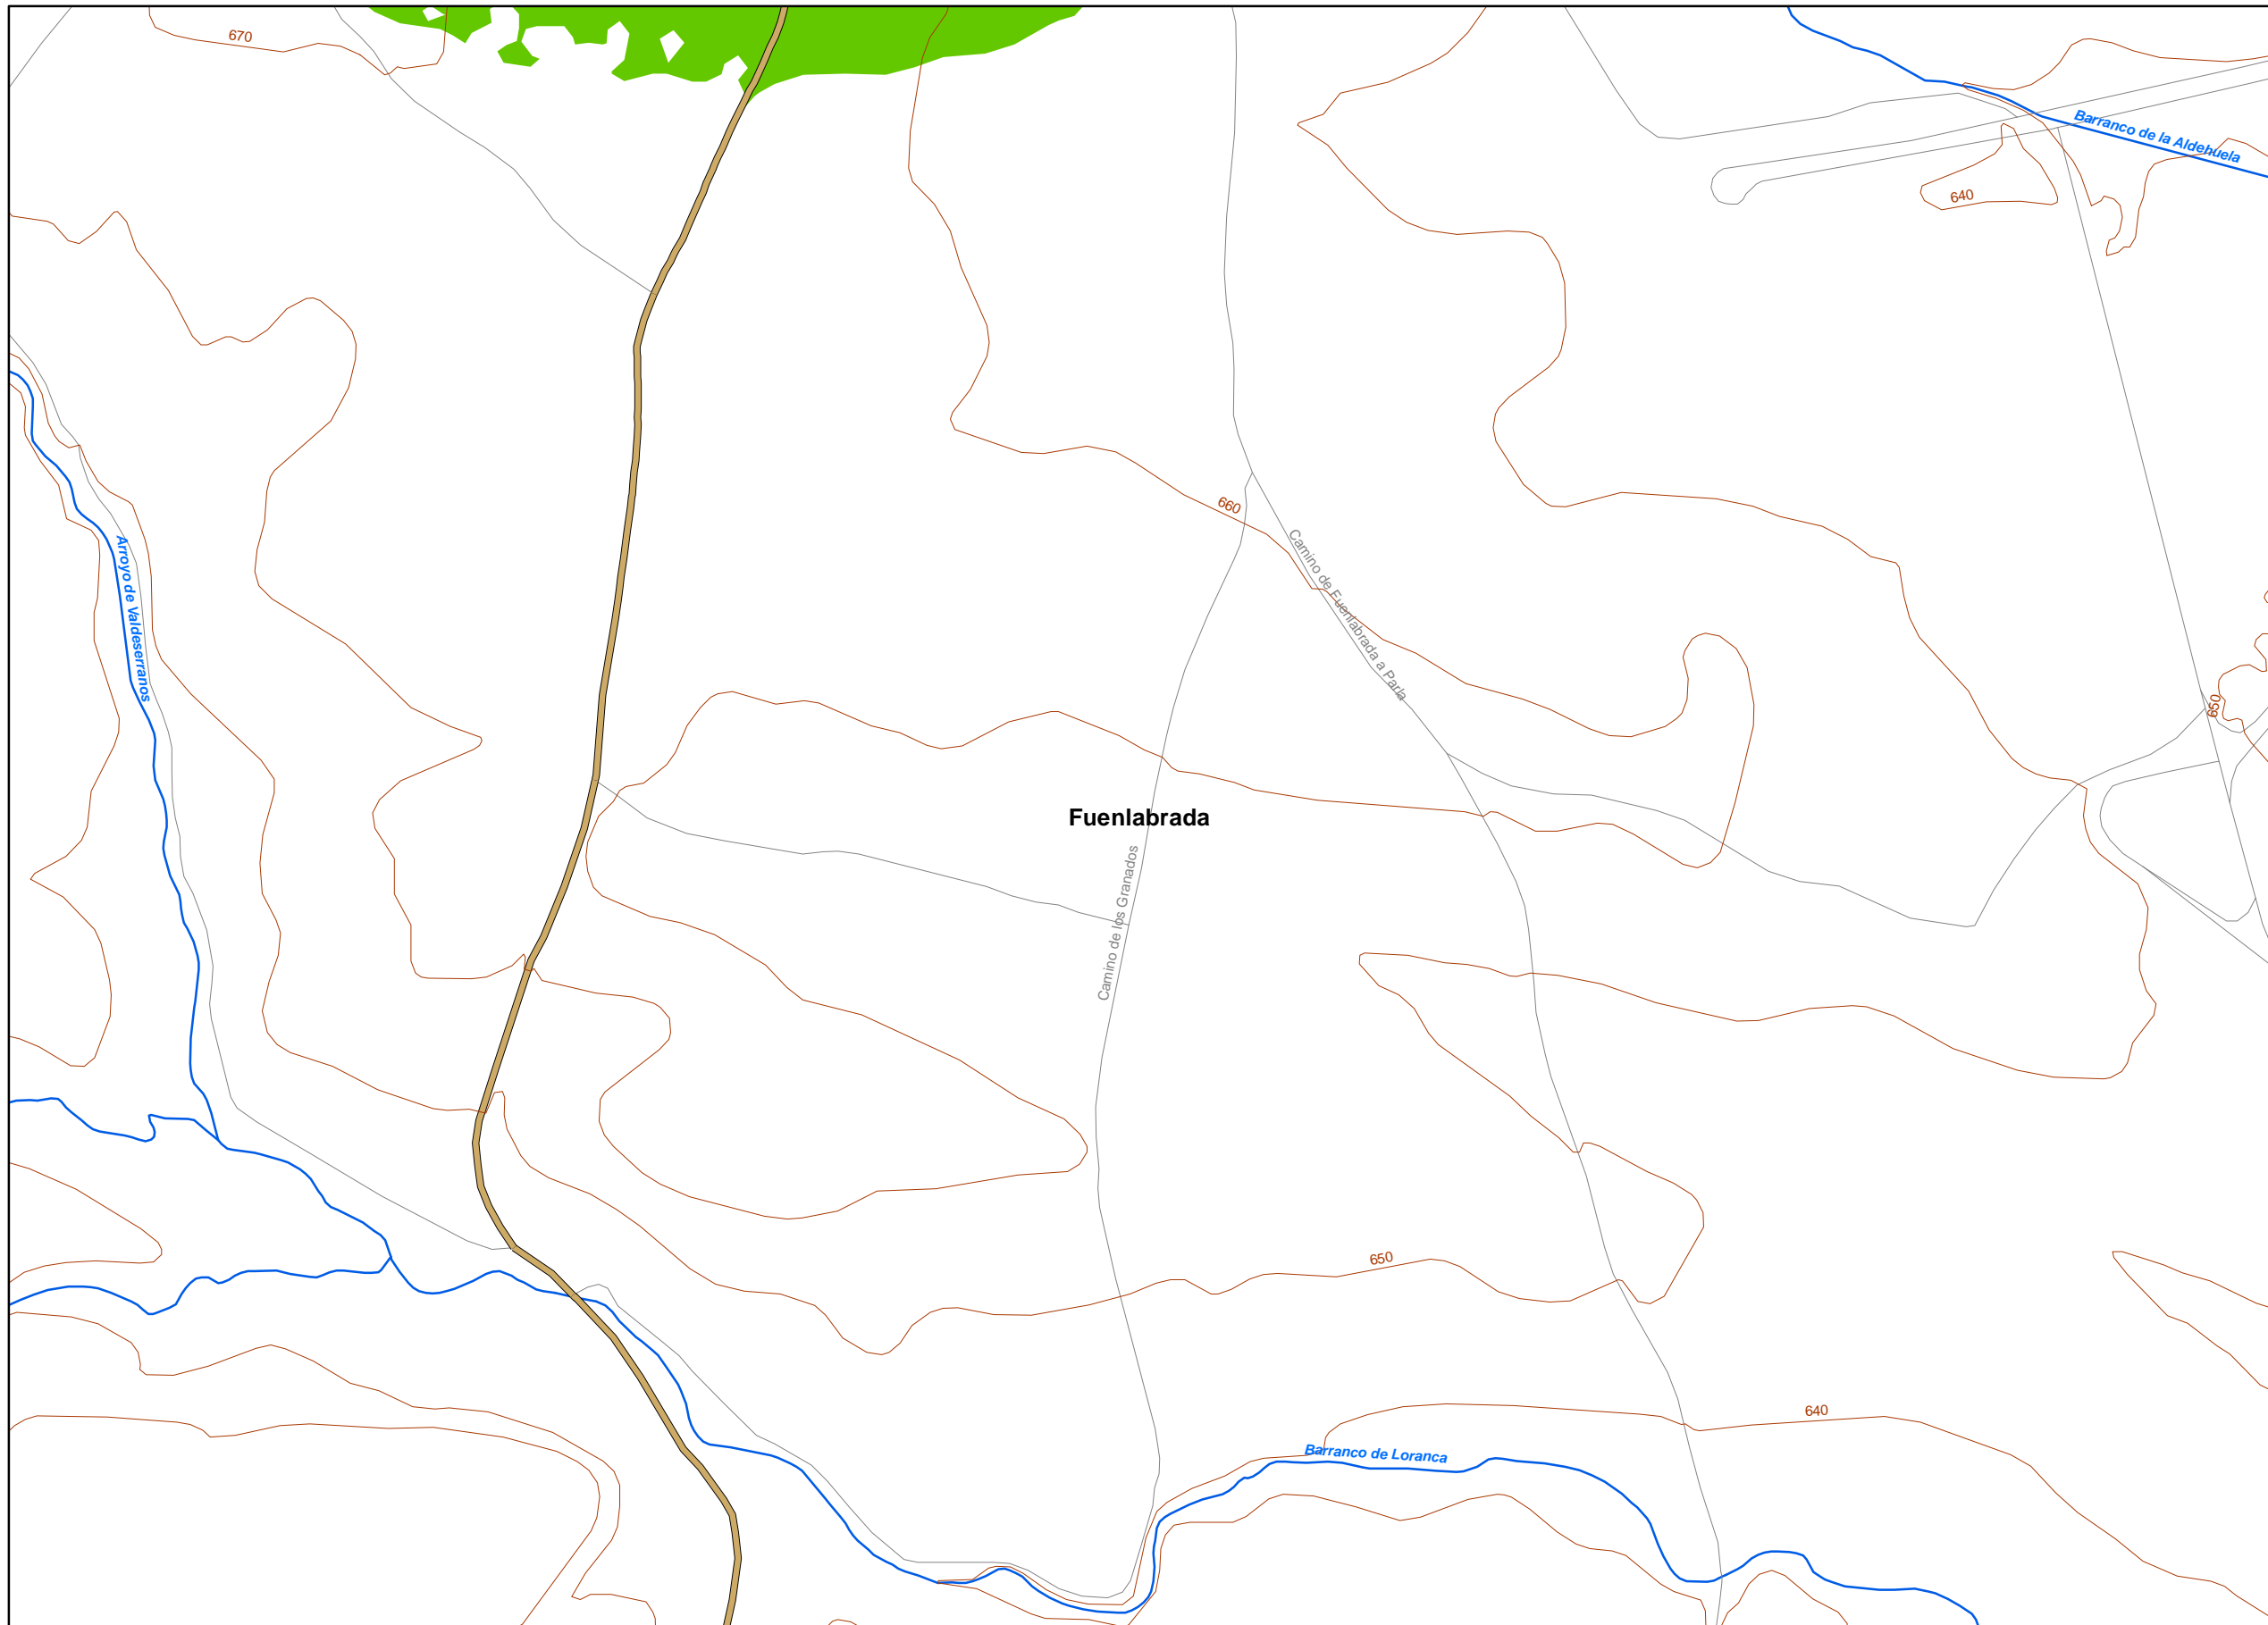 670
Barranco de la Aldehuela
640
660
Camino de Fuenlabrada a Parla
Arroyo de Valdeserranos
650
Fuenlabrada
Camino de los Granados
650
640
Barranco de Loranca